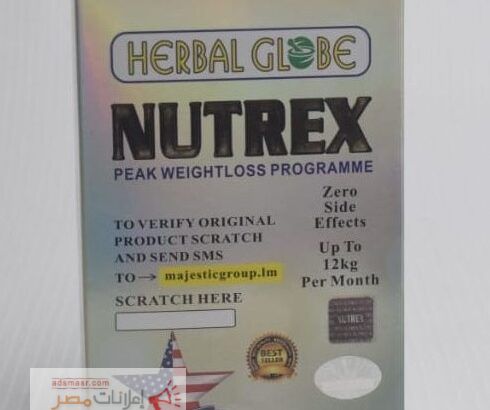 HERBAL GLOBE
NUTREX
PEAK WEIGHTLOSS PROGRAMME
Zero
Side
Effects
TO VERIFY ORIGINAL
PRODUCT SCRATCH
AND SEND SMS
TO → majesticgroup.lm
Up To
12kg
Per Month
SCRATCH HERE
NUTREX
BEST
SELLER
adsmasr.com
إعلانات مصر